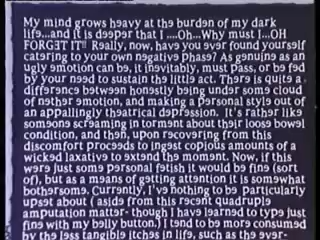 My mind grows heavy at the burden of my dark
life...and it is deeper that I ....Oh...Why must I...OH
FORGET IT!! Really, now, have you ever found yourself
catering to your own negative phase? As genuine as an
ugly emotion can be, it inevitably, must pass, or be fed
by your need to sustain the little act. There is quite a
difference between honestly being under some cloud
of nether emotion, and making a personal style out of
an appallingly theatrical depression. It's rather like
someone screaming in torment about their loose bowel
condition, and then, upon recovering from this
discomfort proceeds to ingest copious amounts of a
wicked laxative to extend the moment. Now, if this
were just some personal fetish it would be fine (sort
of), but as a means of getting attention it is somewhat
bothersome. Currently, I've nothing to be particularly
upset about ( aside from this recent quadruple
amputation matter- though I have learned to type just
fine with my belly button.) I tend to be more consumed
by the less tangible itches in life, such as the ever-